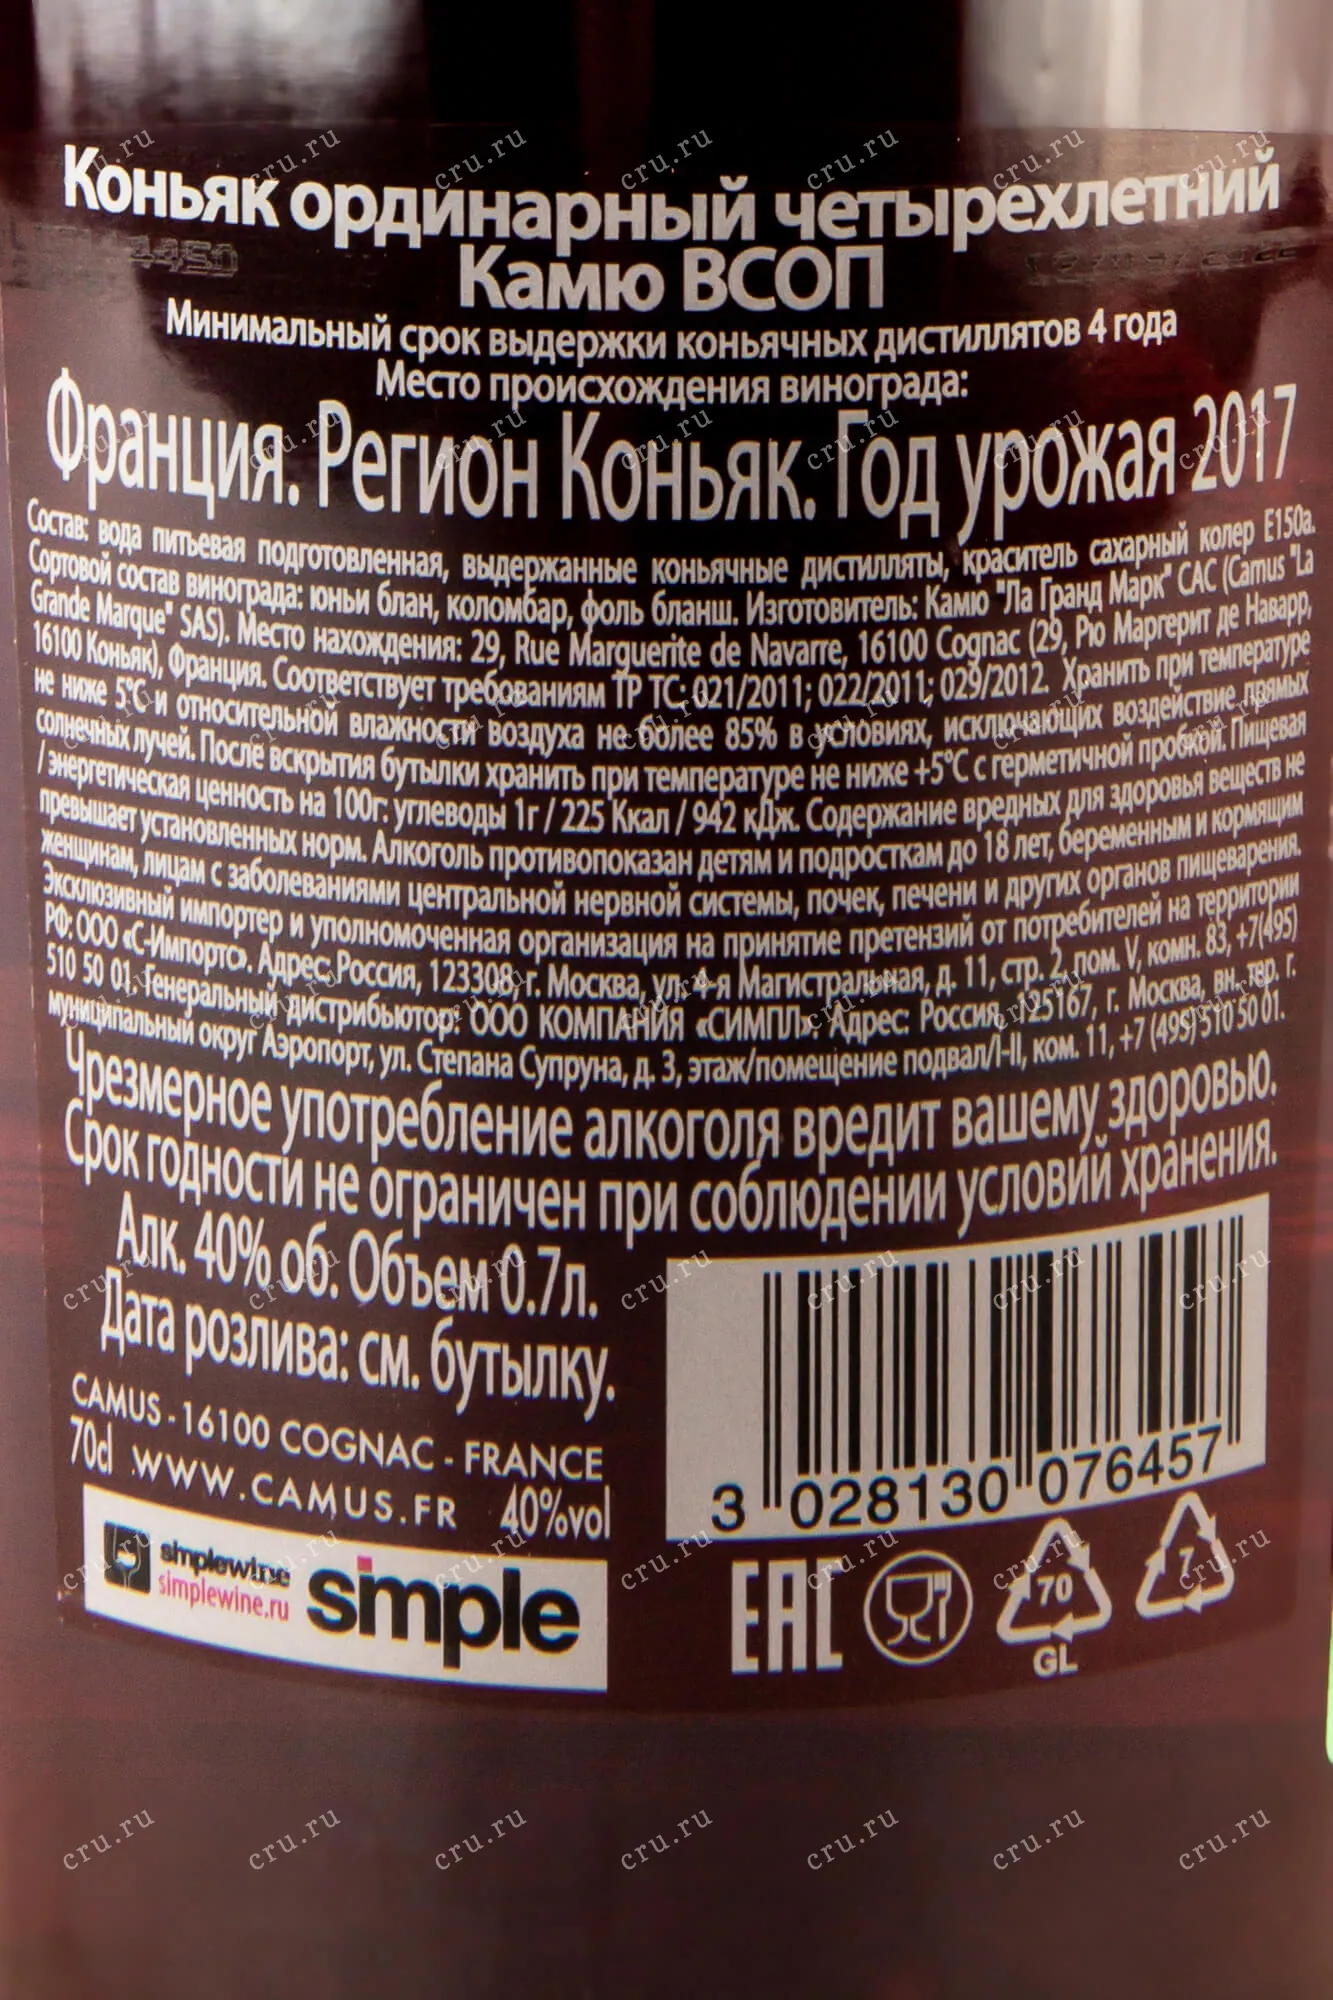 Коньяк ординарный четырехлетний
Камю ВСОП
Минимальный срок выдержки коньячных дистиллятов 4 года
Место происхождения винограда:
Франция. Регион Коньяк. Год урожая 2017
Состав: вода питьевая подготовленная, выдержанные коньячные дистилляты, краситель сахарный колер Е150а.
Сортовой состав винограда: юньи блан, коломбар, фоль бланш. Изготовитель: Камю "Ла Гранд Марк" САС (Camus "La
Grande Marque" SAS). Место нахождения: 29, Rue Marguerite de Navarre, 16100 Cognac (29, Рю Маргерит де Наварр,
16100 Коньяк), Франция. Соответствует требованиям ТР ТС: 021/2011; 022/2011; 029/2012. Хранить при температуре
не ниже 5°С и относительной влажности воздуха не более 85% в условиях, исключающих воздействие прямых
солнечных лучей. После вскрытия бутылки хранить при температуре не ниже +5°С с герметичной пробкой. Пищевая
/ энергетическая ценность на 100г: углеводы 1г / 225 Ккал / 942 кДж. Содержание вредных для здоровья веществ не
превышает установленных норм. Алкоголь противопоказан детям и подросткам до 18 лет, беременным и кормящим
женщинам, лицам с заболеваниями центральной нервной системы, почек, печени и других органов пищеварения.
Эксклюзивный импортер и уполномоченная организация на принятие претензий от потребителей на территории
РФ: ООО «С-Импортс». Адрес: Россия, 123308, г. Москва, ул. 4-я Магистральная, д. 11, стр. 2, пом. V, комн. 83, +7(495)
510 50 01. Генеральный дистрибьютор: ООО КОМПАНИЯ «СИМПЛ». Адрес: Россия, 125167, г. Москва, вн. тер. г.
муниципальный округ Аэропорт, ул. Степана Супруна, д. 3, этаж/помещение подвал/I-II, ком. 11, +7 (495) 510 50 01.
Чрезмерное употребление алкоголя вредит вашему здоровью.
Срок годности не ограничен при соблюдении условий хранения.
Алк. 40% об. Объем 0.7л.
Дата розлива: см. бутылку.
CAMUS - 16100 COGNAC - FRANCE
70cl WWW.CAMUS.FR 40%vol
simplewine
simplewine.ru
simple
3 028130 076457
EAC
70
GL
7
cru.ru